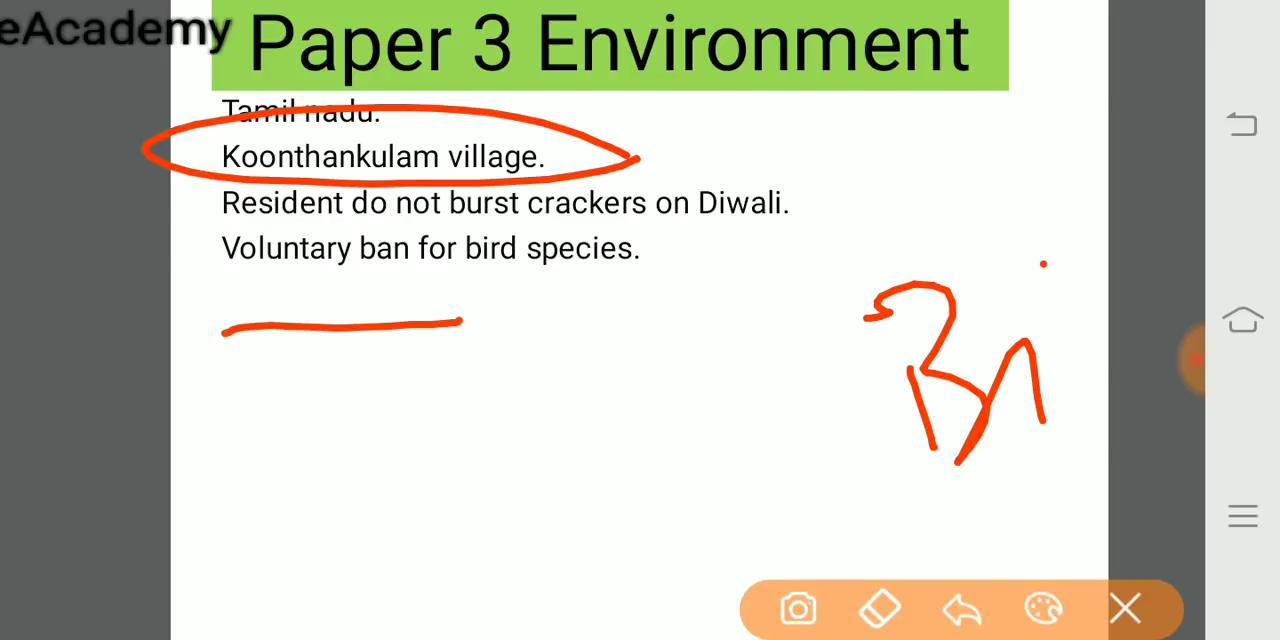 eAcademy
Paper 3 Environment
Tamil nadu.
Koonthankulam village.
Resident do not burst crackers on Diwali.
Voluntary ban for bird species.